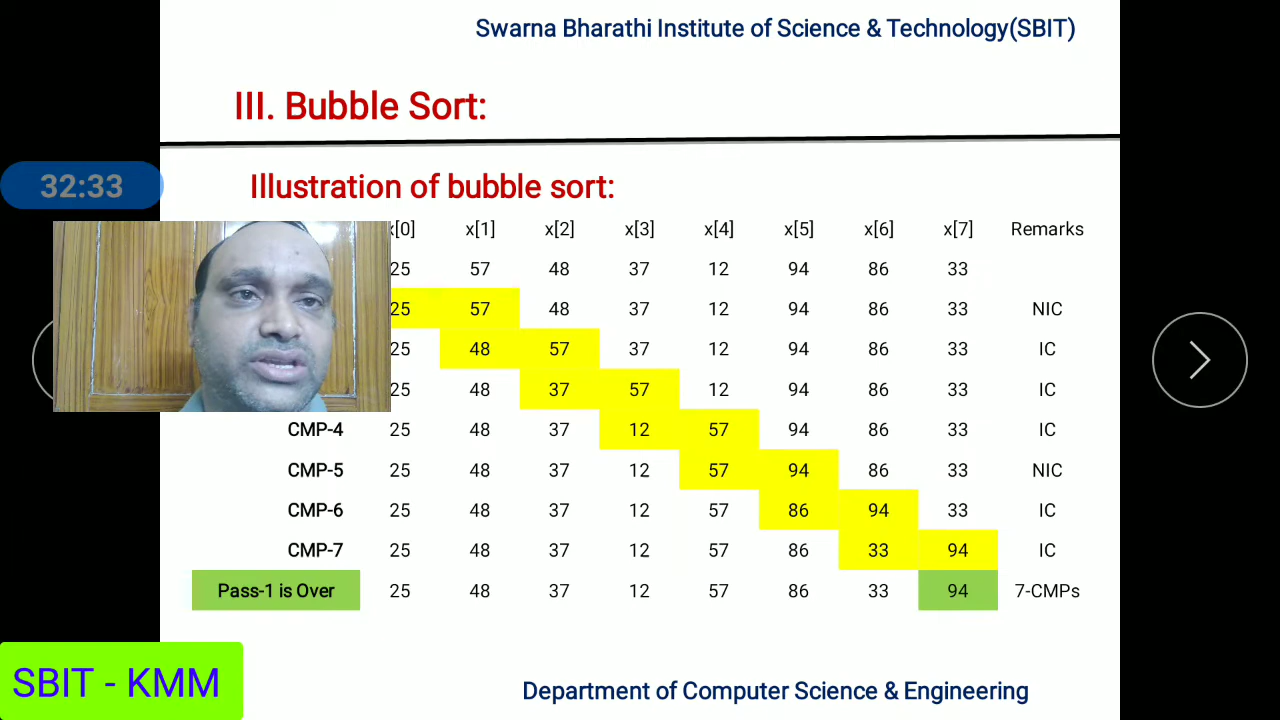 Swarna Bharathi Institute of Science & Technology(SBIT)
III. Bubble Sort:
32:33
Illustration of bubble sort:
x[0] x[1] x[2] x[3] x[4] x[5] x[6] x[7] Remarks
25 57 48 37 12 94 86 33
25 57 48 37 12 94 86 33 NIC
25 48 57 37 12 94 86 33 IC
25 48 37 57 12 94 86 33 IC
CMP-4 25 48 37 12 57 94 86 33 IC
CMP-5 25 48 37 12 57 94 86 33 NIC
CMP-6 25 48 37 12 57 86 94 33 IC
CMP-7 25 48 37 12 57 86 33 94 IC
Pass-1 is Over 25 48 37 12 57 86 33 94 7-CMPs
SBIT - KMM
Department of Computer Science & Engineering